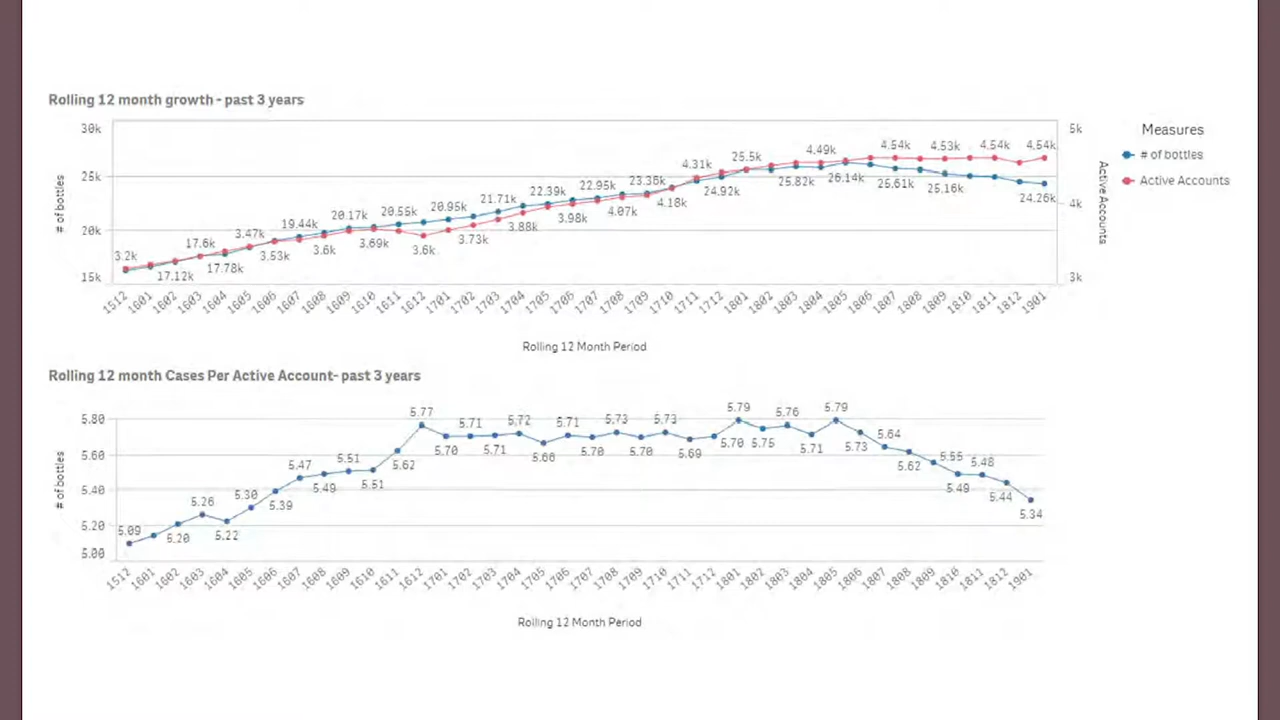 Rolling 12 month growth - past 3 years
30k
25k
20k
15k
# of bottles
3.2k 17.12k 17.6k 17.78k 3.47k 3.53k 19.44k 3.6k 20.17k 3.69k 20.55k 3.6k 20.95k 3.73k 21.71k 3.88k 22.39k 3.98k 22.95k 4.07k 23.36k 4.18k 4.31k 24.92k 25.5k 25.82k 4.49k 26.14k 4.54k 25.61k 4.53k 25.16k 4.54k 4.54k 24.26k
5k
4k
3k
Active Accounts
1512 1601 1602 1603 1604 1605 1606 1607 1608 1609 1610 1611 1612 1701 1702 1703 1704 1705 1706 1707 1708 1709 1710 1711 1712 1801 1802 1803 1804 1805 1806 1807 1808 1809 1810 1811 1812 1901
Rolling 12 Month Period
Measures
# of bottles
Active Accounts
Rolling 12 month Cases Per Active Account- past 3 years
5.80
5.60
5.40
5.20
5.00
# of bottles
5.09 5.20 5.26 5.22 5.30 5.39 5.47 5.49 5.51 5.51 5.62 5.77 5.70 5.71 5.71 5.72 5.66 5.71 5.70 5.73 5.70 5.73 5.69 5.70 5.79 5.75 5.76 5.71 5.79 5.73 5.64 5.62 5.55 5.49 5.48 5.44 5.34
1512 1601 1602 1603 1604 1605 1606 1607 1608 1609 1610 1611 1612 1701 1702 1703 1704 1705 1706 1707 1708 1709 1710 1711 1712 1801 1802 1803 1804 1805 1806 1807 1808 1809 1810 1811 1812 1901
Rolling 12 Month Period